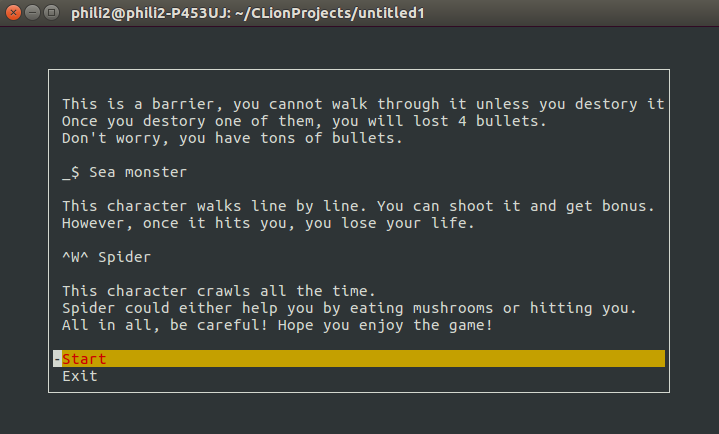 phili2@phili2-P453UJ: ~/CLionProjects/untitled1
This is a barrier, you cannot walk through it unless you destory it
Once you destory one of them, you will lost 4 bullets.
Don't worry, you have tons of bullets.
_$ Sea monster
This character walks line by line. You can shoot it and get bonus.
However, once it hits you, you lose your life.
^W^ Spider
This character crawls all the time.
Spider could either help you by eating mushrooms or hitting you.
All in all, be careful! Hope you enjoy the game!
-Start
Exit